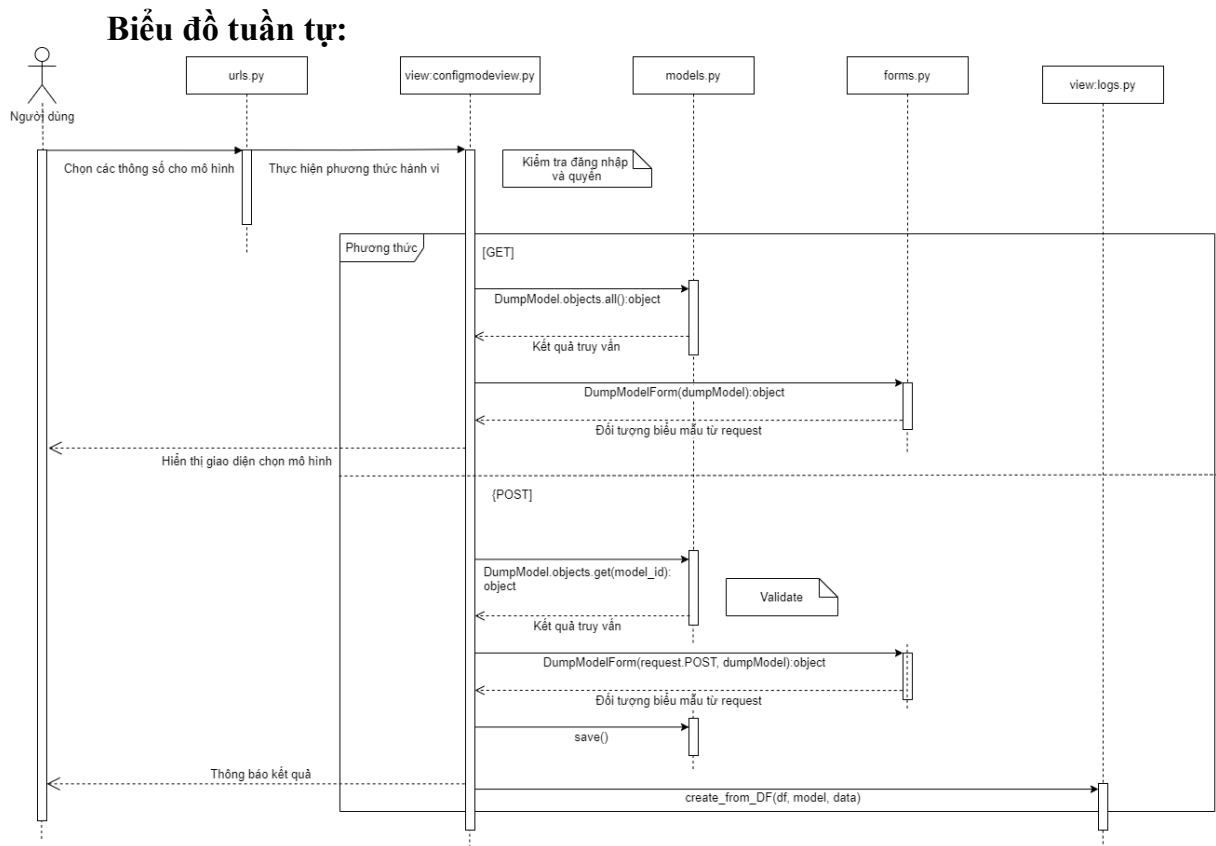 Biểu đồ tuần tự:
urls.py
view:configmodeview.py
models.py
forms.py
view:logs.py
Người dùng
Chọn các thông số cho mô hình
Thực hiện phương thức hành vi
Kiểm tra đăng nhập
và quyền
Phương thức
[GET]
DumpModel.objects.all():object
Kết quả truy vấn
DumpModelForm(dumpModel):object
Đối tượng biểu mẫu từ request
Hiển thị giao diện chọn mô hình
{POST]
DumpModel.objects.get(model_id):
object
Validate
Kết quả truy vấn
DumpModelForm(request.POST, dumpModel):object
Đối tượng biểu mẫu từ request
save()
Thông báo kết quả
create_from_DF(df, model, data)